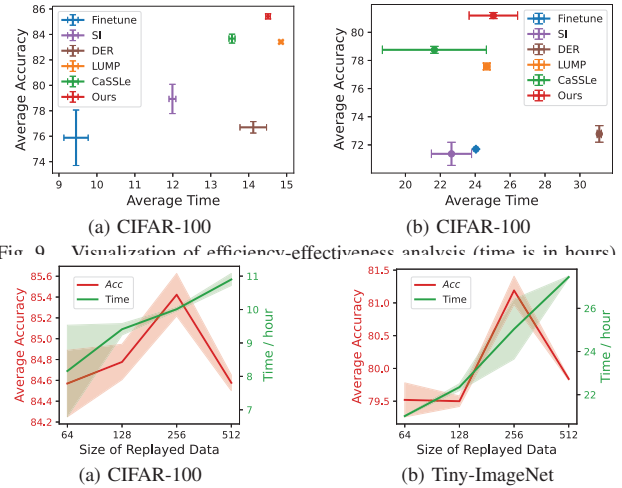 86
84
82
80
78
76
74
Average Accuracy
Finetune
SI
DER
LUMP
CaSSLe
Ours
9 10 11 12 13 14 15
Average Time
(a) CIFAR-100
82
80
78
76
74
72
Average Accuracy
Finetune
SI
DER
LUMP
CaSSLe
Ours
20 22 24 26 28 30
Average Time
(b) CIFAR-100
Fig. 9. Visualization of efficiency-effectiveness analysis (time is in hours)
85.6
85.4
85.2
85.0
84.8
84.6
84.4
84.2
Average Accuracy
Acc
Time
11
10
9
8
7
Time / hour
64 128 256 512
Size of Replayed Data
(a) CIFAR-100
81.5
81.0
80.5
80.0
79.5
Average Accuracy
Acc
Time
26
24
22
Time / hour
64 128 256 512
Size of Replayed Data
(b) Tiny-ImageNet